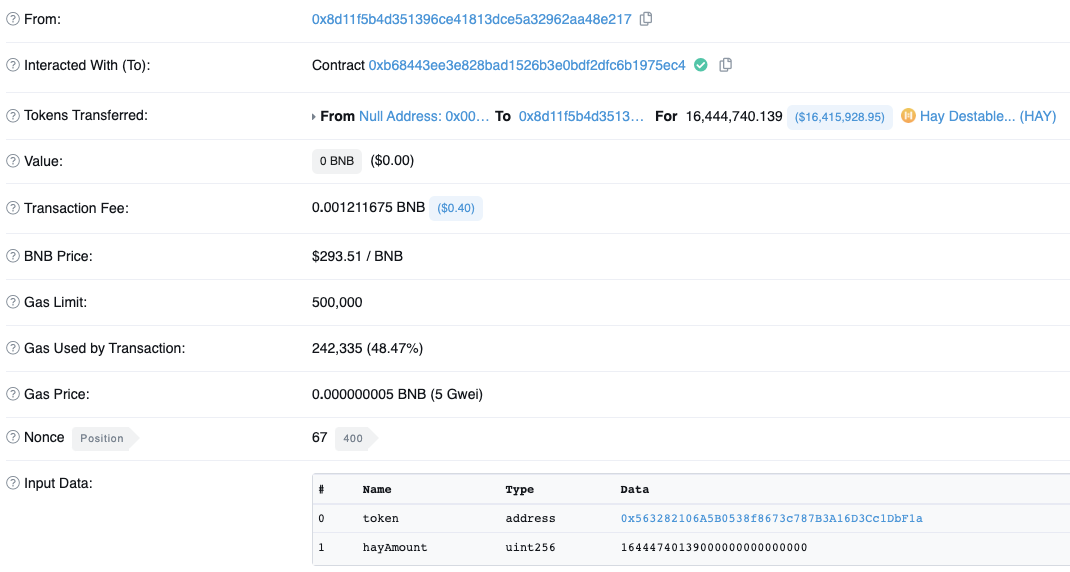 From: 0x8d11f5b4d351396ce41813dce5a32962aa48e217
Interacted With (To): Contract 0xb68443ee3e828bad1526b3e0bdf2dfc6b1975ec4
Tokens Transferred: From Null Address: 0x00... To 0x8d11f5b4d3513... For 16,444,740.139 ($16,415,928.95) Hay Destable... (HAY)
Value: 0 BNB ($0.00)
Transaction Fee: 0.001211675 BNB ($0.40)
BNB Price: $293.51 / BNB
Gas Limit: 500,000
Gas Used by Transaction: 242,335 (48.47%)
Gas Price: 0.000000005 BNB (5 Gwei)
Nonce Position 67 400
Input Data:
# Name Type Data
0 token address 0x563282106A5B0538f8673c787B3A16D3Cc1DbF1a
1 hayAmount uint256 16444740139000000000000000